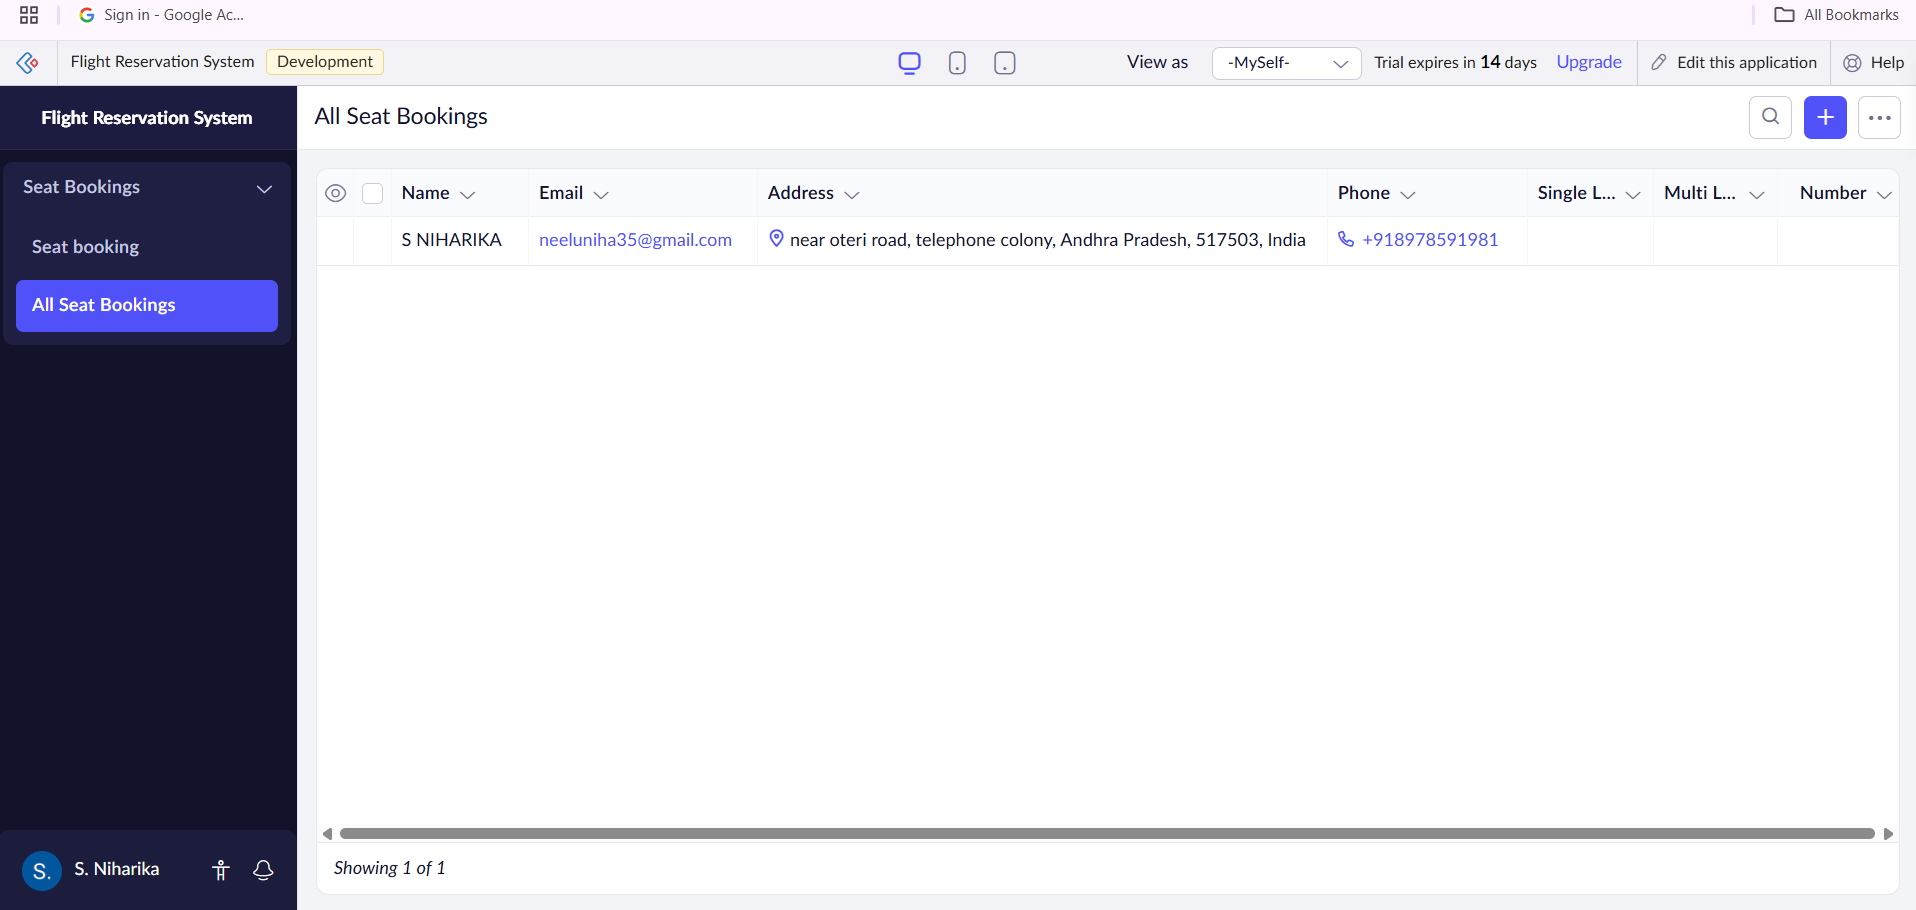 Sign in - Google Ac...
All Bookmarks
Flight Reservation System
Development
View as
-MySelf-
Trial expires in 14 days
Upgrade
Edit this application
Help
Flight Reservation System
All Seat Bookings
Seat Bookings
Seat booking
All Seat Bookings
Name
Email
Address
Phone
Single L...
Multi L...
Number
S NIHARIKA
neeluniha35@gmail.com
near oteri road, telephone colony, Andhra Pradesh, 517503, India
+918978591981
Showing 1 of 1
S.
S. Niharika